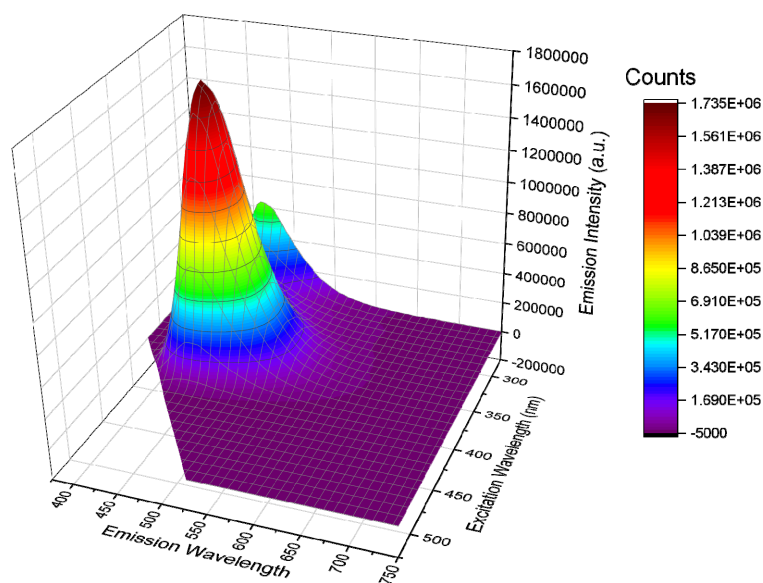 1800000
1600000
1400000
1200000
1000000
800000
600000
400000
200000
0
-200000
Emission Intensity (a.u.)
300
350
400
450
500
Excitation Wavelength (nm)
400
450
500
550
600
650
700
750
Emission Wavelength
Counts
1.735E+06
1.561E+06
1.387E+06
1.213E+06
1.039E+06
8.650E+05
6.910E+05
5.170E+05
3.430E+05
1.690E+05
-5000